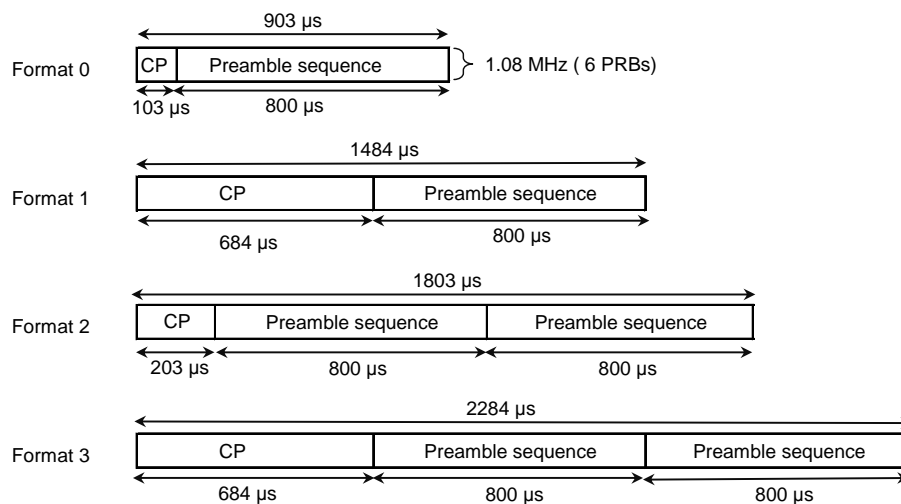 903 µs
Format 0
CP
Preamble sequence
1.08 MHz ( 6 PRBs)
103 µs
800 µs
1484 µs
Format 1
CP
Preamble sequence
684 µs
800 µs
1803 µs
Format 2
CP
Preamble sequence
Preamble sequence
203 µs
800 µs
800 µs
2284 µs
Format 3
CP
Preamble sequence
Preamble sequence
684 µs
800 µs
800 µs